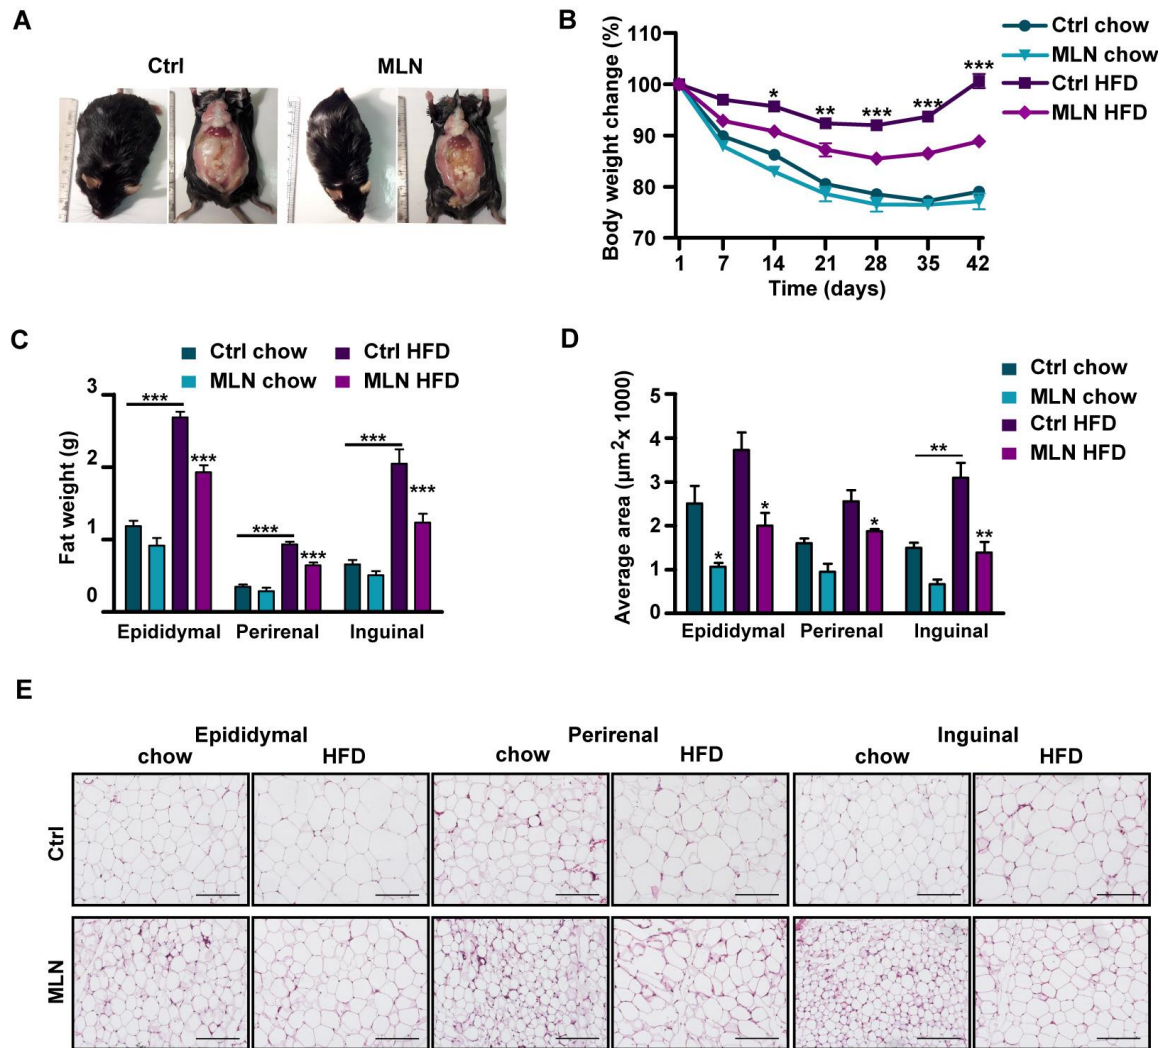 A
Ctrl
MLN
B
Body weight change (%)
110
100
90
80
70
*
**
***
***
***
1 7 14 21 28 35 42
Time (days)
Ctrl chow
MLN chow
Ctrl HFD
MLN HFD
C
Ctrl chow
Ctrl HFD
MLN chow
MLN HFD
Fat weight (g)
3
2
1
0
***
***
***
***
***
***
Epididymal
Perirenal
Inguinal
D
Ctrl chow
MLN chow
Ctrl HFD
MLN HFD
Average area (µm²x 1000)
5
4
3
2
1
0
*
*
*
**
**
Epididymal
Perirenal
Inguinal
E
Epididymal
Perirenal
Inguinal
chow
HFD
chow
HFD
chow
HFD
Ctrl
MLN